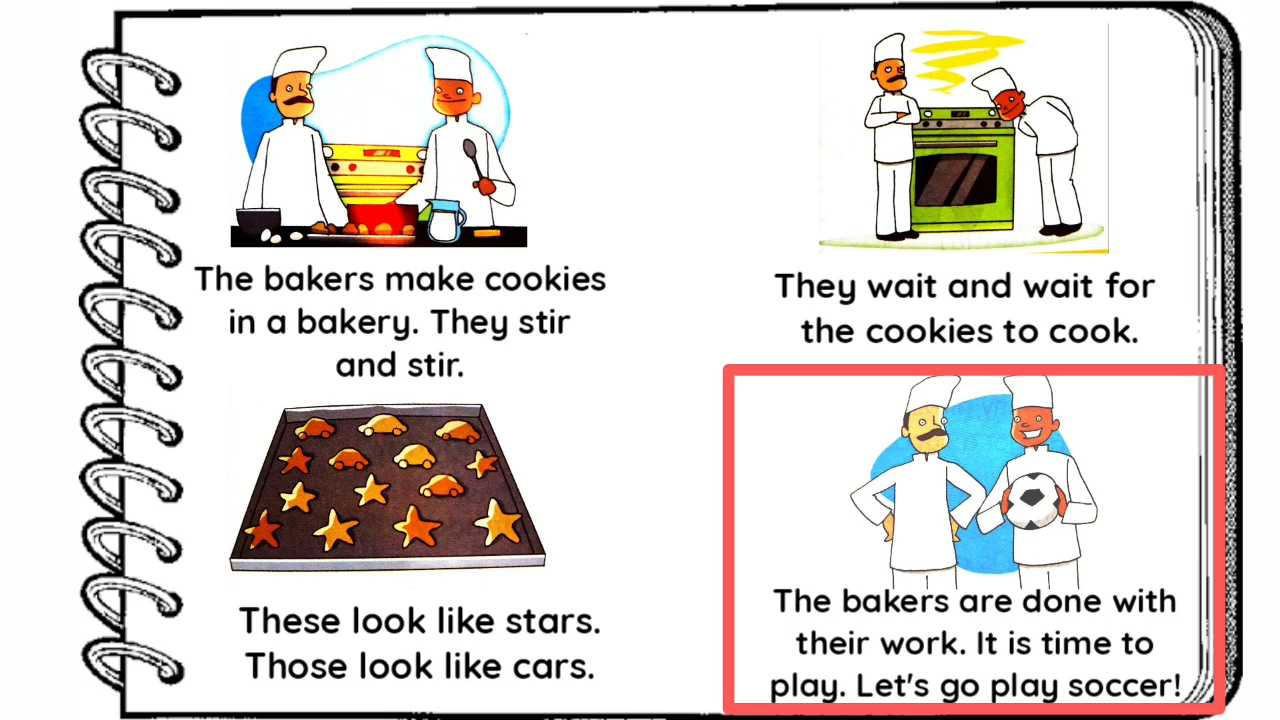 The bakers make cookies
in a bakery. They stir
and stir.
They wait and wait for
the cookies to cook.
These look like stars.
Those look like cars.
The bakers are done with
their work. It is time to
play. Let's go play soccer!